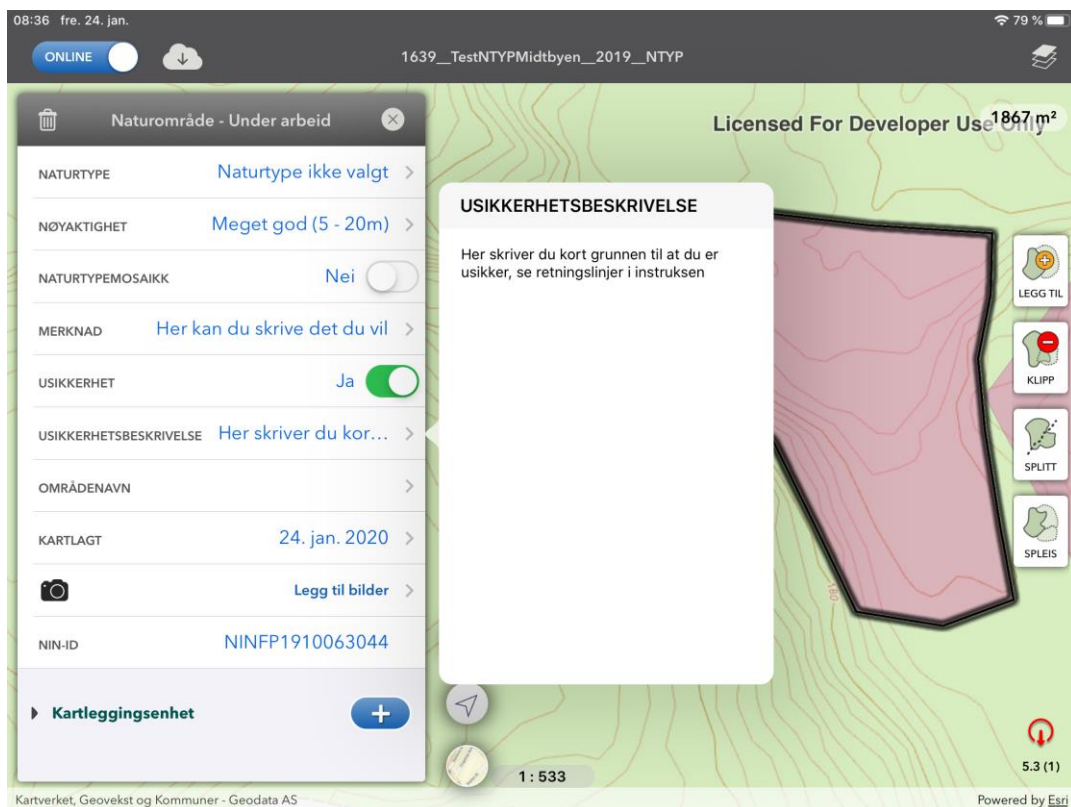 08:36 fre. 24. jan.
79 %
ONLINE
1639__TestNTYPMidtbyen__2019__NTYP
Naturområde - Under arbeid
NATURTYPE Naturtype ikke valgt
NØYAKTIGHET Meget god (5 - 20m)
NATURTYPEMOSAIKK Nei
MERKNAD Her kan du skrive det du vil
USIKKERHET Ja
USIKKERHETSBESKRIVELSE Her skriver du kor...
OMRÅDENAVN
KARTLAGT 24. jan. 2020
Legg til bilder
NIN-ID NINFP1910063044
Kartleggingsenhet
USIKKERHETSBESKRIVELSE
Her skriver du kort grunnen til at du er
usikker, se retningslinjer i instruksen
Licensed For Developer Use Only
1867 m²
LEGG TIL
KLIPP
SPLITT
SPLEIS
180
5.3 (1)
1 : 533
Kartverket, Geovekst og Kommuner - Geodata AS
Powered by Esri